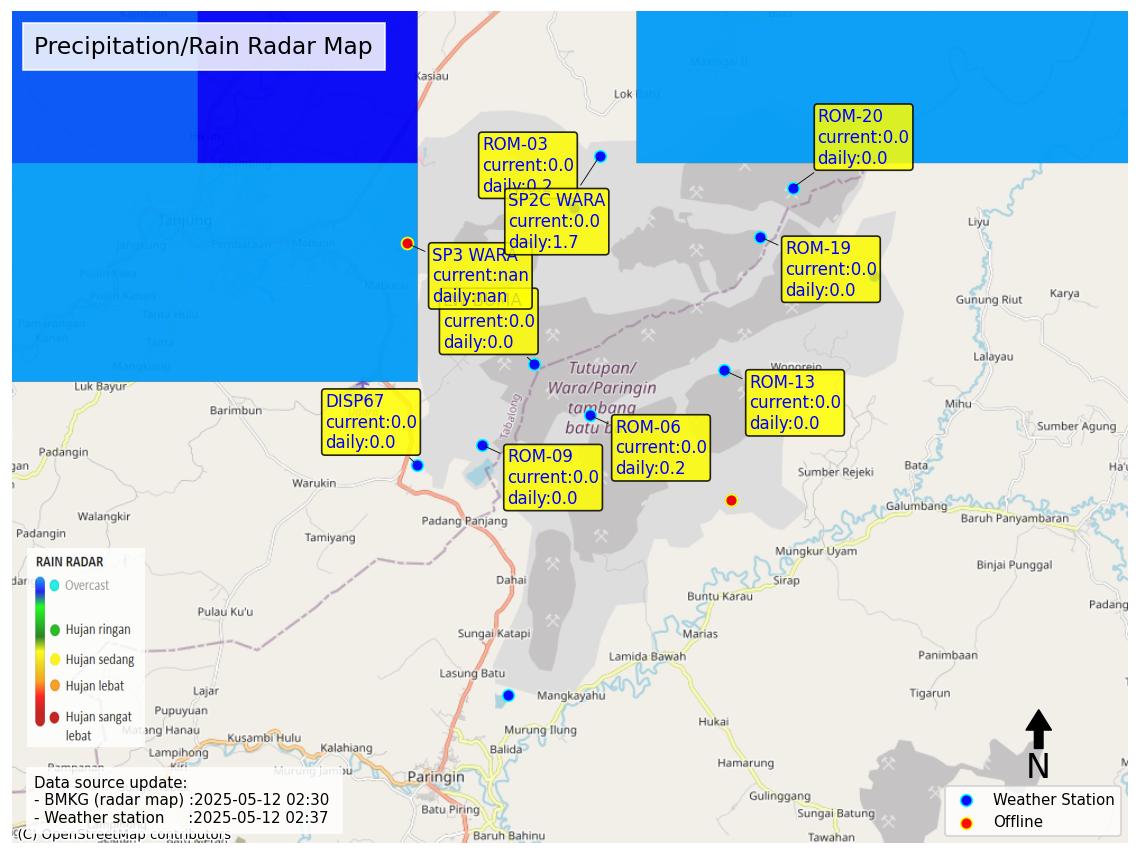 Precipitation/Rain Radar Map
Kasiau
Lok
ROM-20
current:0.0
daily:0.0
ROM-03
current:0.0
daily:0.2
SP2C WARA
current:0.0
daily:1.7
Tanjung
Liyu
SP3 WARA
current:nan
daily:nan
ROM-19
current:0.0
daily:0.0
current:0.0
daily:0.0
Gunung Riut
Karya
Lalayau
Tutupan/
Wara/Paringin
tambang
batu
Wonorejo
ROM-13
current:0.0
daily:0.0
Luk Bayur
Mihu
DISP67
current:0.0
daily:0.0
Barimbun
Tabalong
ROM-06
current:0.0
daily:0.2
Sumber Agung
ROM-09
current:0.0
daily:0.0
Padangin
Bata
Sumber Rejeki
Warukin
Galumbang
Walangkir
Padang Panjang
Baruh Panyambaran
Padangin
Tamiyang
Mungkur Uyam
Binjai Punggal
Dahai
Sirap
Buntu Karau
Padang
Pulau Ku'u
Sungai Katapi
Marias
Lamida Bawah
Panimbaan
Lasung Batu
Lajar
Mangkayahu
Tigarun
Pupuyuan
Hukai
Matang Hanau
Murung Ilung
Kusambi Hulu
Kalahiang
Lampihong
Balida
Hamarung
Murung Jambu
Paringin
Gulinggang
Batu Piring
Sungai Batung
Baruh Bahinu
Tawahan
RAIN RADAR
Overcast
Hujan ringan
Hujan sedang
Hujan lebat
Hujan sangat
lebat
Data source update:
- BMKG (radar map) :2025-05-12 02:30
- Weather station :2025-05-12 02:37
(C) OpenStreetMap contributors
N
Weather Station
Offline